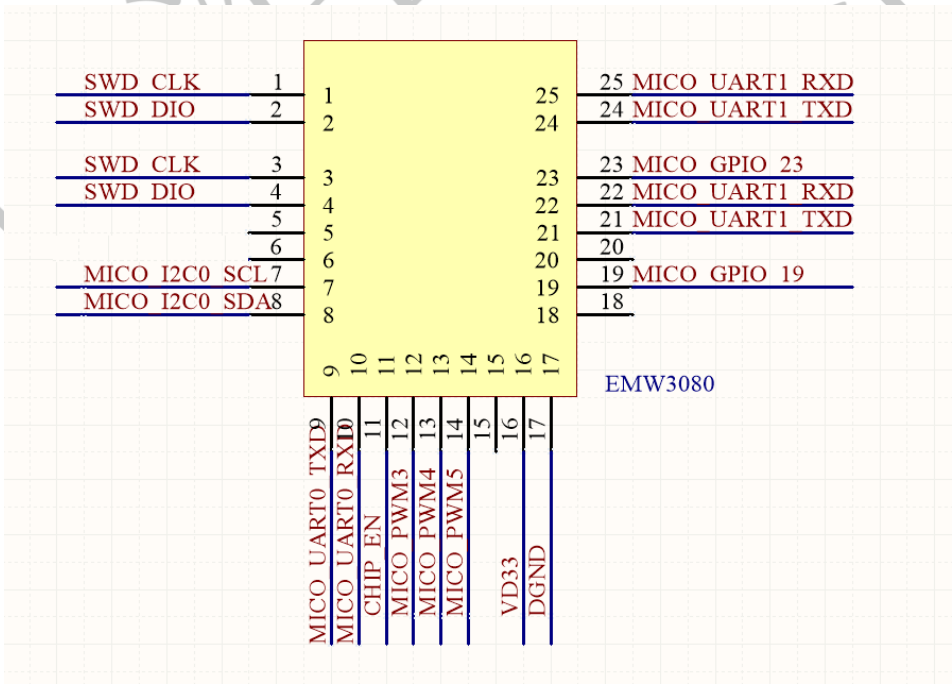 SWD CLK 1 1
SWD DIO 2 2
SWD CLK 3 3
SWD DIO 4 4
5 5
6 6
MICO I2C0 SCL 7 7
MICO I2C0 SDA 8 8
25 25 MICO UART1 RXD
24 24 MICO UART1 TXD
23 23 MICO GPIO 23
22 22 MICO UART1 RXD
21 21 MICO UART1 TXD
20 20
19 19 MICO GPIO 19
18 18
EMW3080
9 9 MICO UART0 TXD
10 10 MICO UART0 RXD
11 11 CHIP EN
12 12 MICO PWM3
13 13 MICO PWM4
14 14 MICO PWM5
15 15
16 16 VD33
17 17 DGND